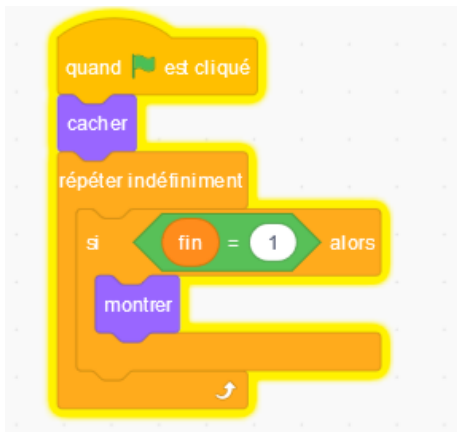 quand est cliqué
cacher
répéter indéfiniment
si fin = 1 alors
montrer